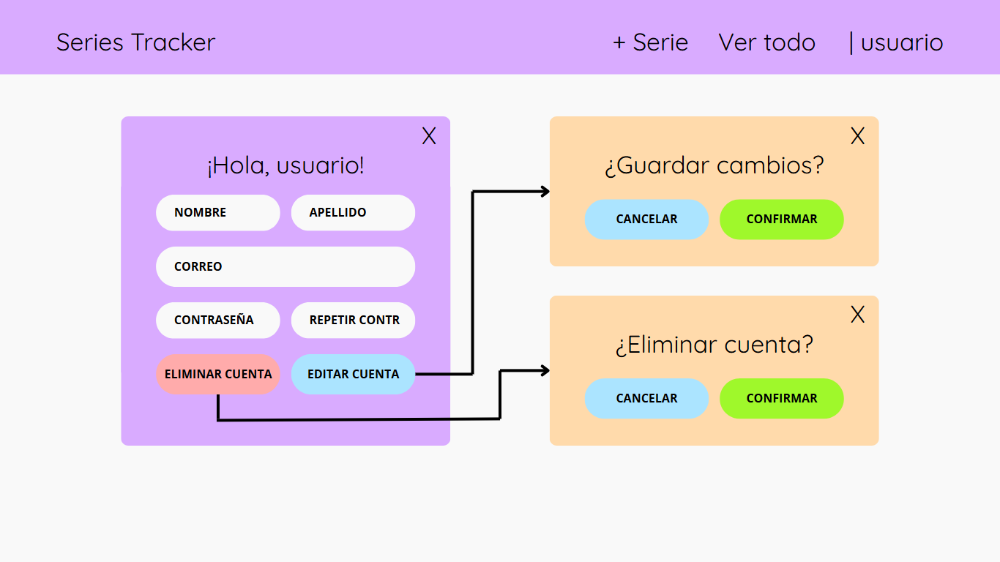 Series Tracker
+ Serie
Ver todo
| usuario
X
¡Hola, usuario!
NOMBRE
APELLIDO
CORREO
CONTRASEÑA
REPETIR CONTR
ELIMINAR CUENTA
EDITAR CUENTA
X
¿Guardar cambios?
CANCELAR
CONFIRMAR
X
¿Eliminar cuenta?
CANCELAR
CONFIRMAR